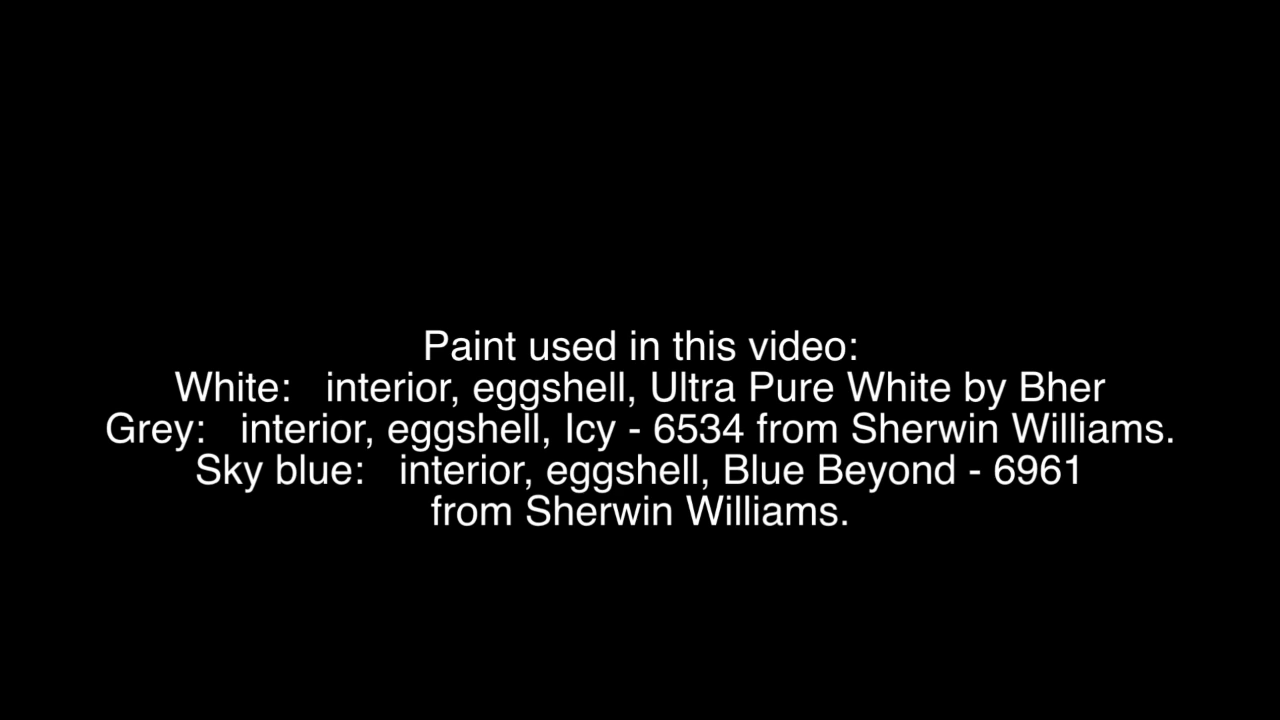 Paint used in this video:
White:   interior, eggshell, Ultra Pure White by Bher
Grey:   interior, eggshell, Icy - 6534 from Sherwin Williams.
Sky blue:   interior, eggshell, Blue Beyond - 6961
from Sherwin Williams.